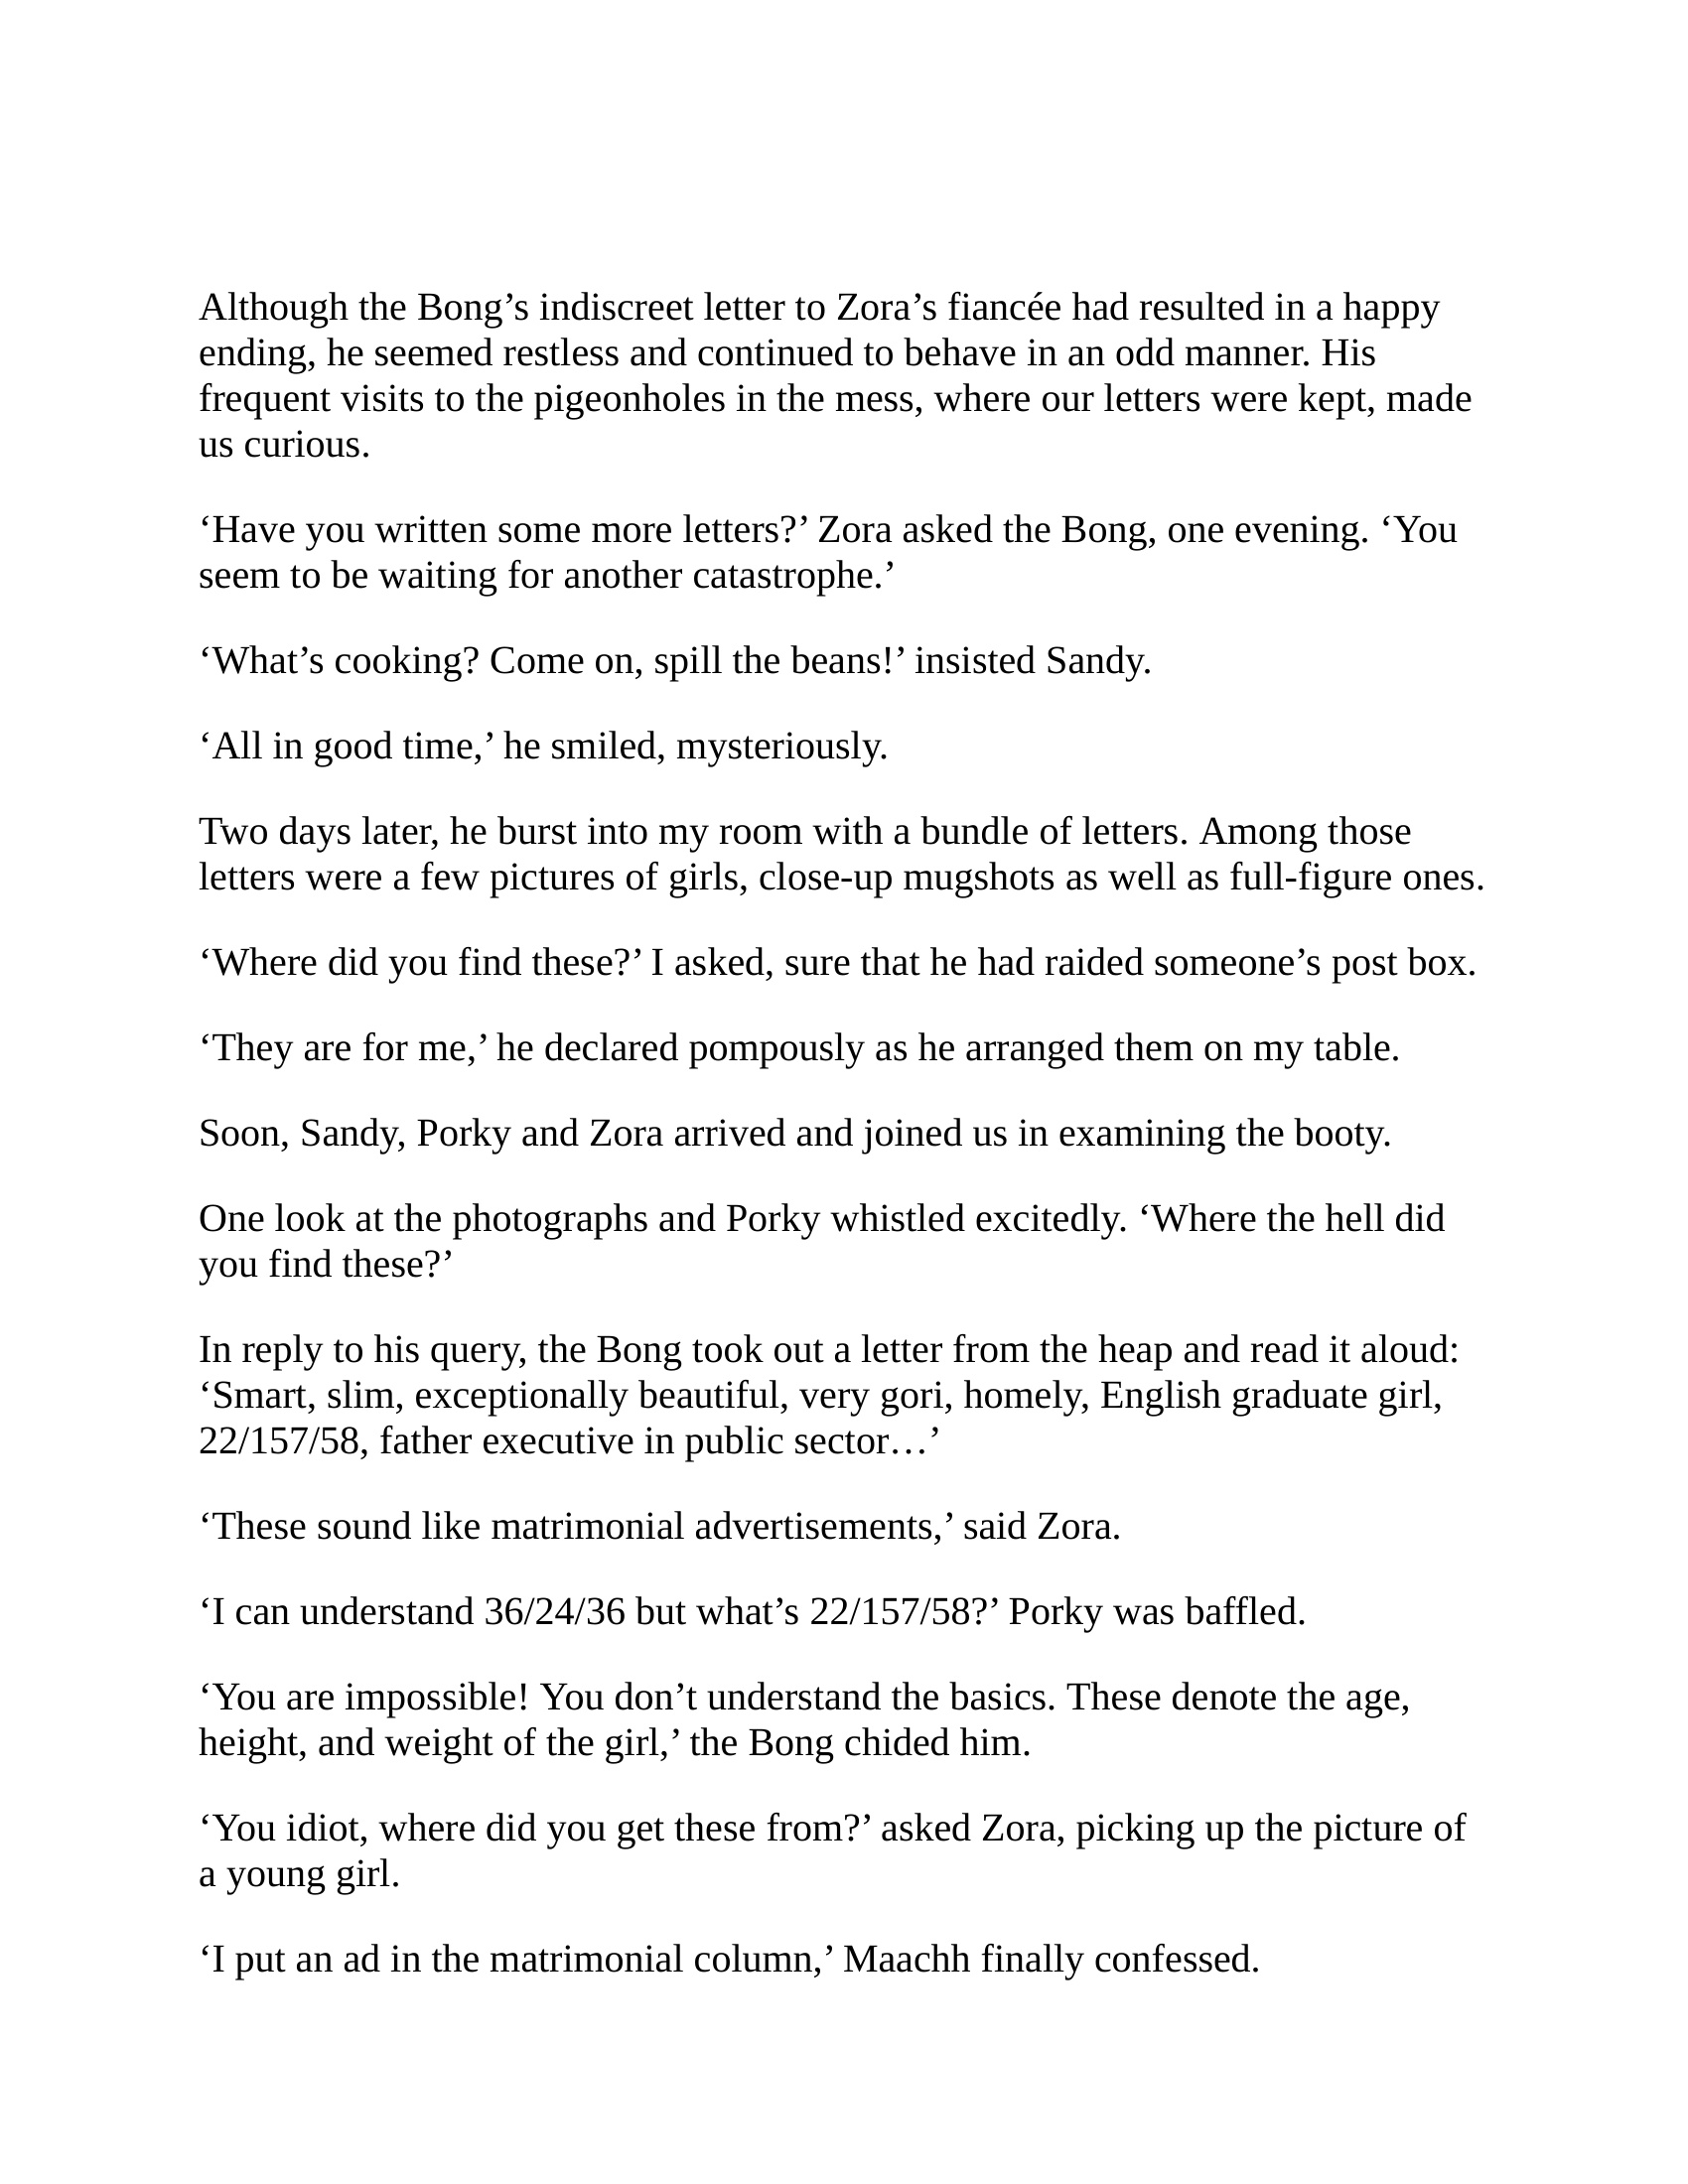 Although the Bong’s indiscreet letter to Zora’s fiancée had resulted in a happy
ending, he seemed restless and continued to behave in an odd manner. His
frequent visits to the pigeonholes in the mess, where our letters were kept, made
us curious.
‘Have you written some more letters?’ Zora asked the Bong, one evening. ‘You
seem to be waiting for another catastrophe.’
‘What’s cooking? Come on, spill the beans!’ insisted Sandy.
‘All in good time,’ he smiled, mysteriously.
Two days later, he burst into my room with a bundle of letters. Among those
letters were a few pictures of girls, close-up mugshots as well as full-figure ones.
‘Where did you find these?’ I asked, sure that he had raided someone’s post box.
‘They are for me,’ he declared pompously as he arranged them on my table.
Soon, Sandy, Porky and Zora arrived and joined us in examining the booty.
One look at the photographs and Porky whistled excitedly. ‘Where the hell did
you find these?’
In reply to his query, the Bong took out a letter from the heap and read it aloud:
‘Smart, slim, exceptionally beautiful, very gori, homely, English graduate girl,
22/157/58, father executive in public sector…’
‘These sound like matrimonial advertisements,’ said Zora.
‘I can understand 36/24/36 but what’s 22/157/58?’ Porky was baffled.
‘You are impossible! You don’t understand the basics. These denote the age,
height, and weight of the girl,’ the Bong chided him.
‘You idiot, where did you get these from?’ asked Zora, picking up the picture of
a young girl.
‘I put an ad in the matrimonial column,’ Maachh finally confessed.